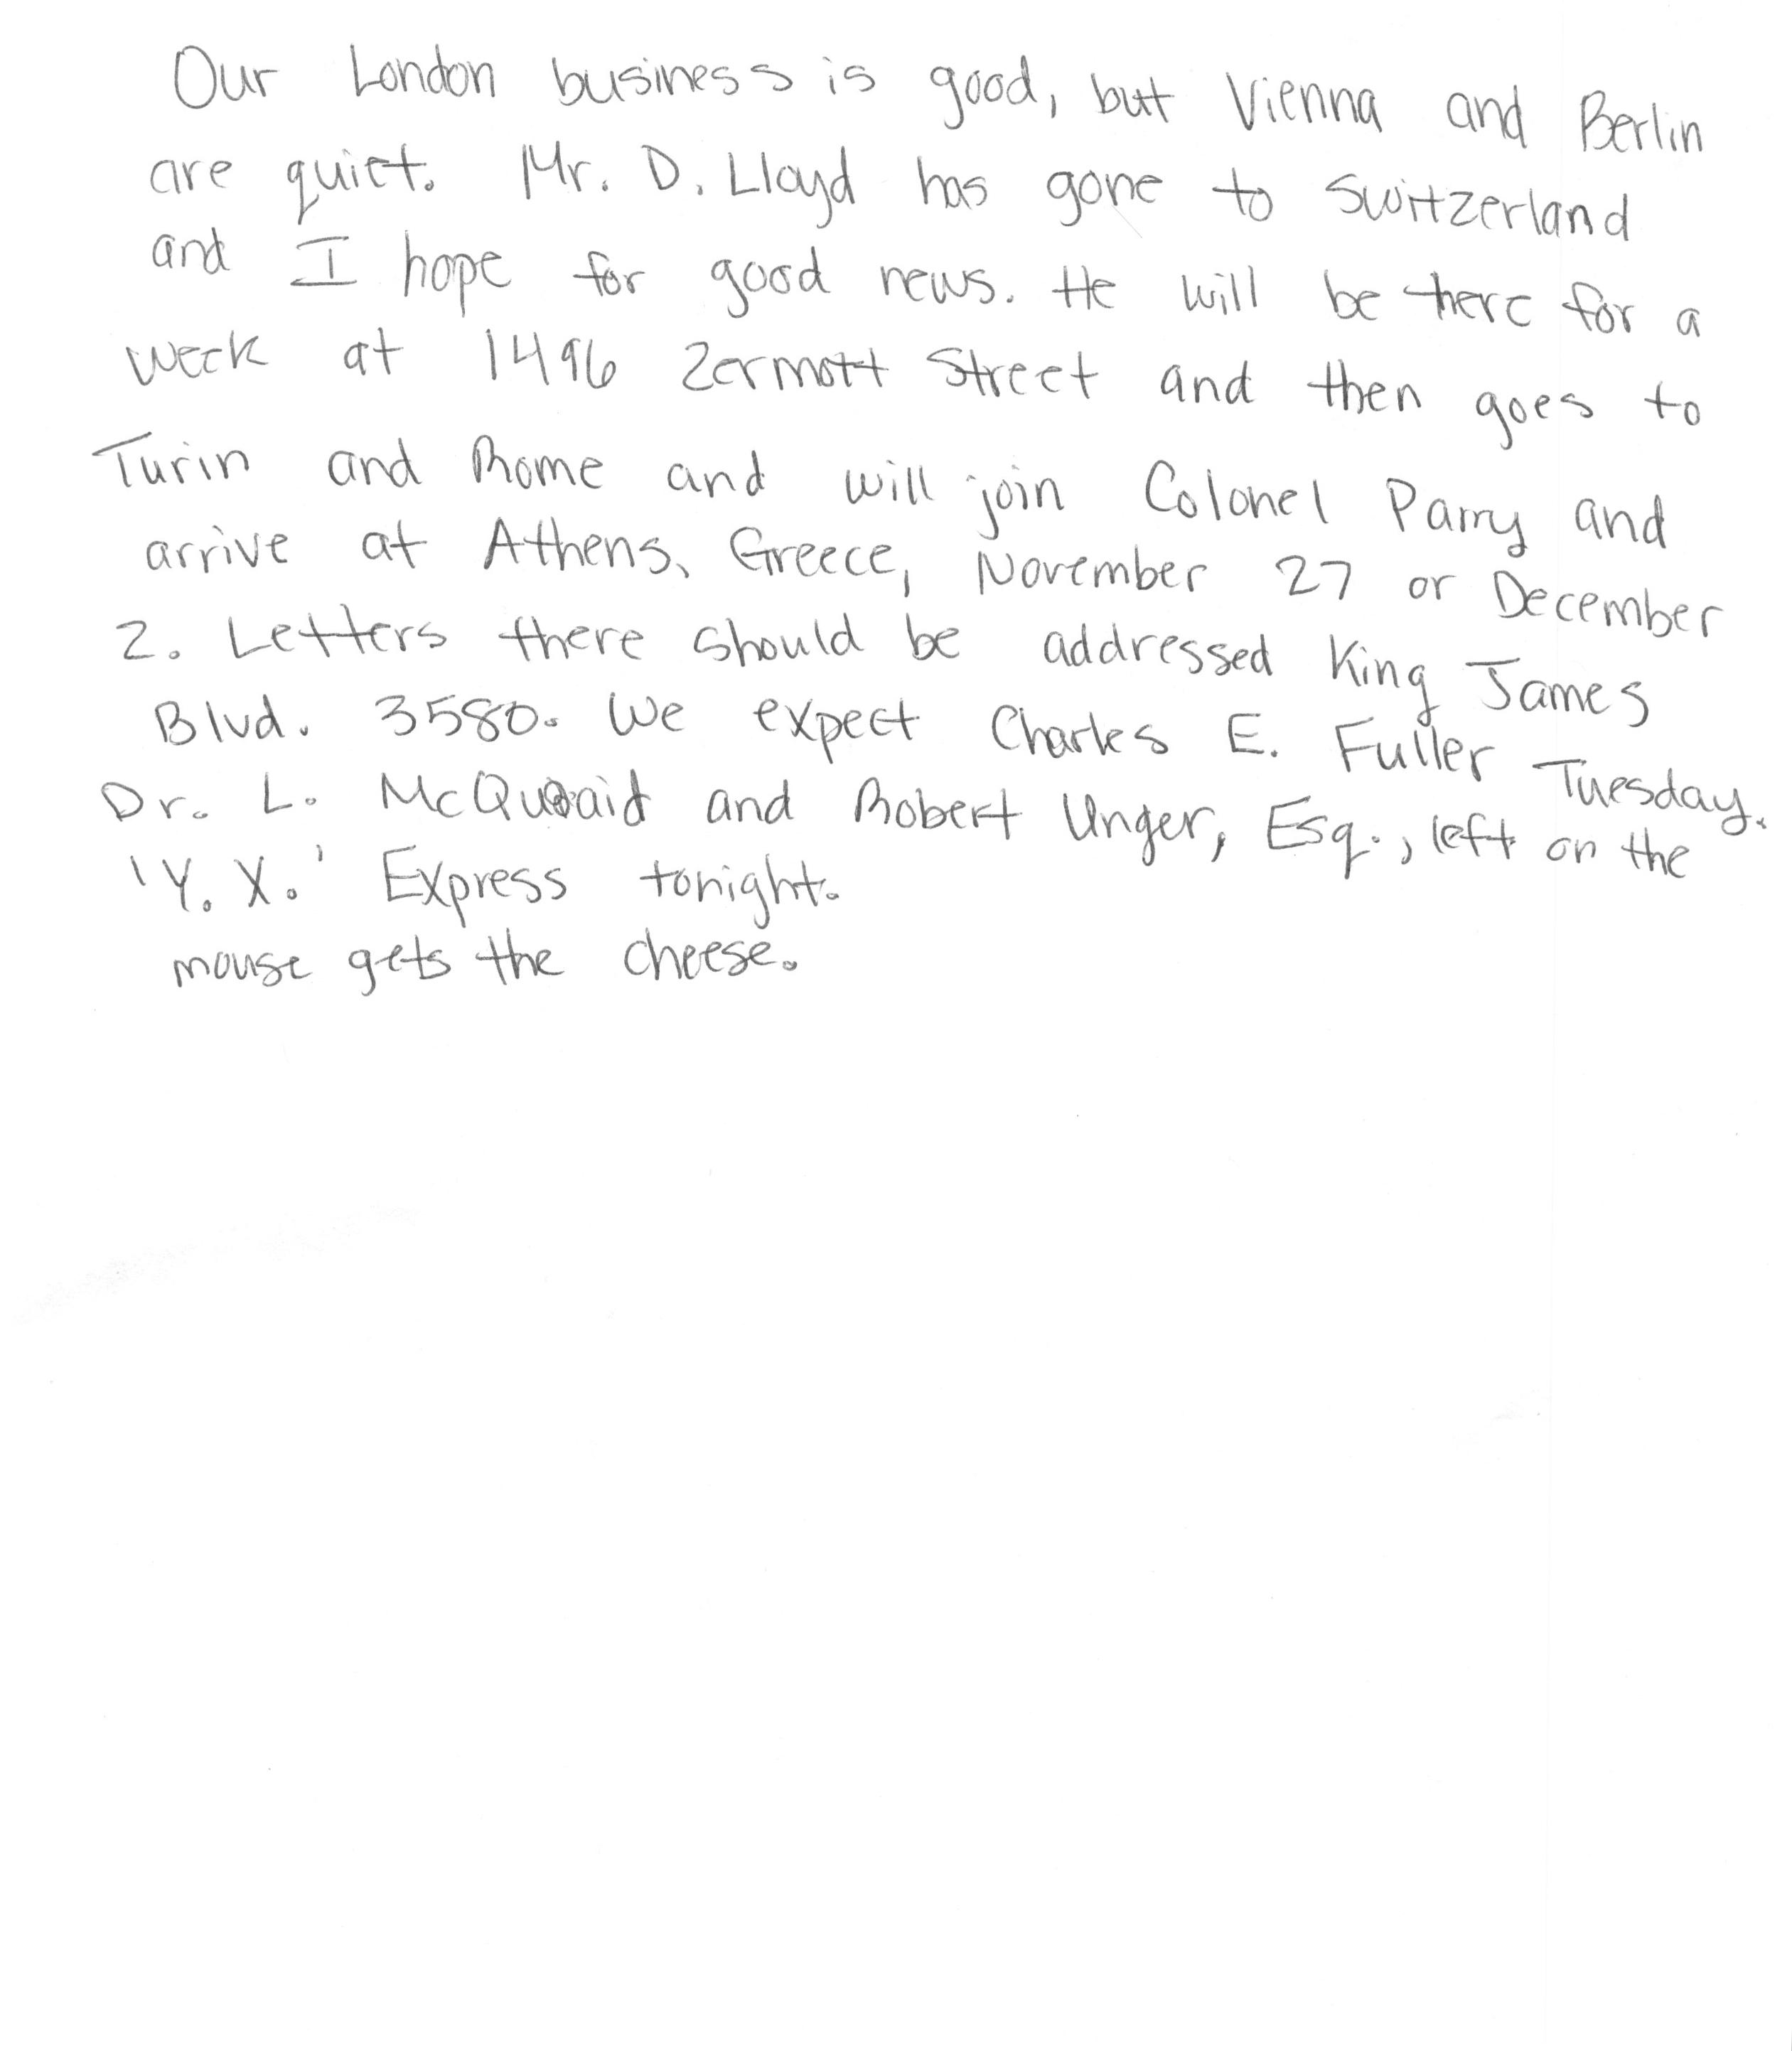 Our London business is good, but Vienna and Berlin
are quiet. Mr. D. Lloyd has gone to Switzerland
and I hope for good news. He will be there for a
week at 1496 Zermott Street and then goes to
Turin and Rome and will join Colonel Parry and
arrive at Athens, Greece, November 27 or December
2. Letters there should be addressed King James
Blvd. 3580. We expect Charles E. Fuller Tuesday.
Dr. L. McQuaid and Robert Unger, Esq., left on the
'Y. X.' Express tonight.
mouse gets the cheese.